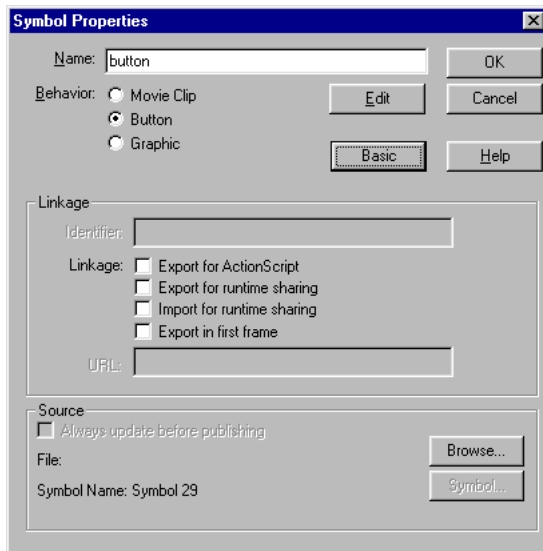 Symbol Properties
Name: button
OK
Behavior: Movie Clip
Edit
Cancel
Button
Graphic
Basic
Help
Linkage
Identifier:
Linkage: Export for ActionScript
Export for runtime sharing
Import for runtime sharing
Export in first frame
URL:
Source
Always update before publishing
Browse...
File:
Symbol Name: Symbol 29
Symbol...